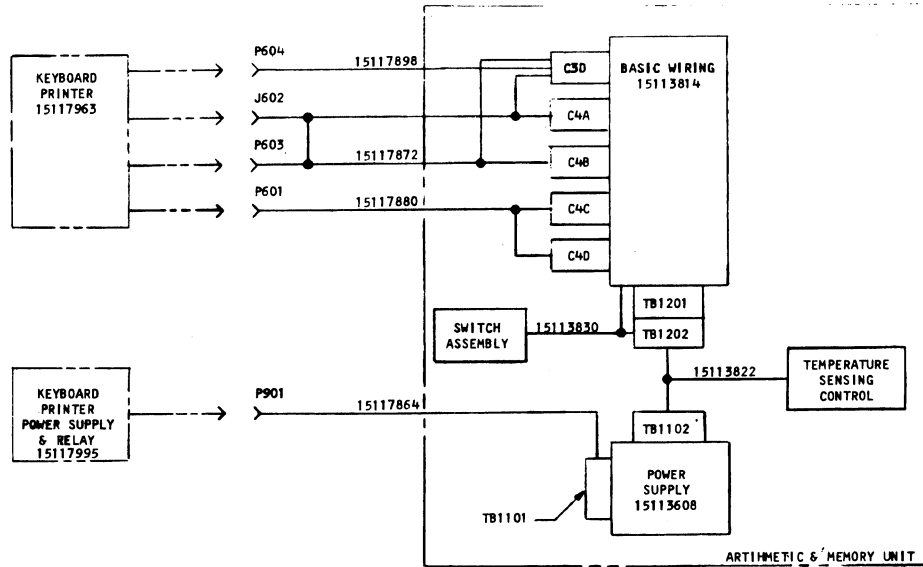 KEYBOARD
PRINTER
15117963
P604
15117898
J602
P603
15117872
P601
15117880
C3D
C4A
C4B
C4C
C4D
BASIC WIRING
15113814
TB1201
TB1202
SWITCH
ASSEMBLY
15113830
15113822
TEMPERATURE
SENSING
CONTROL
KEYBOARD
PRINTER
POWER SUPPLY
& RELAY
15117995
P901
15117864
TB1102
POWER
SUPPLY
15113608
TB1101
ARTIHMETIC & MEMORY UNIT